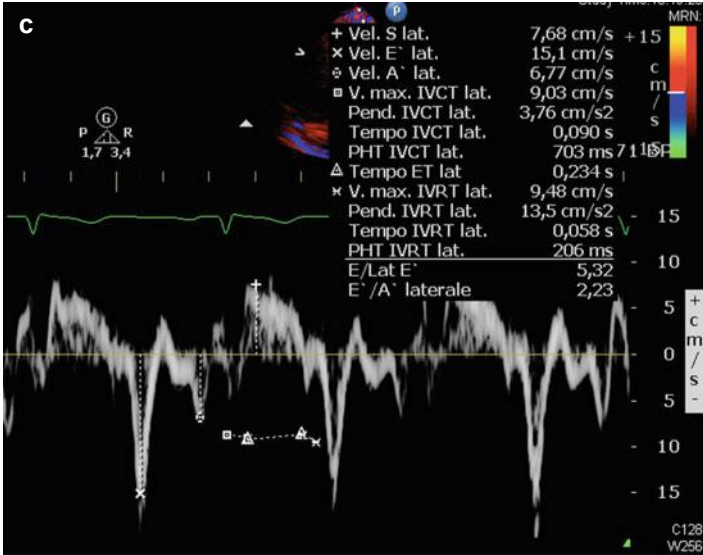 c
P
MRN:
Vel. S lat. 7,68 cm/s
Vel. E` lat. 15,1 cm/s
Vel. A` lat. 6,77 cm/s
V. max. IVCT lat. 9,03 cm/s
Pend. IVCT lat. 3,76 cm/s2
Tempo IVCT lat. 0,090 s
PHT IVCT lat. 703 ms
Tempo ET lat 0,234 s
V. max. IVRT lat. 9,48 cm/s
Pend. IVRT lat. 13,5 cm/s2
Tempo IVRT lat. 0,058 s
PHT IVRT lat. 206 ms
E/Lat E` 5,32
E`/A` laterale 2,23
+15
c
m
/
s
G
P R
1,7 3,4
15
10
5
0
5
10
15
+
c
m
/
s
-
C128
W256